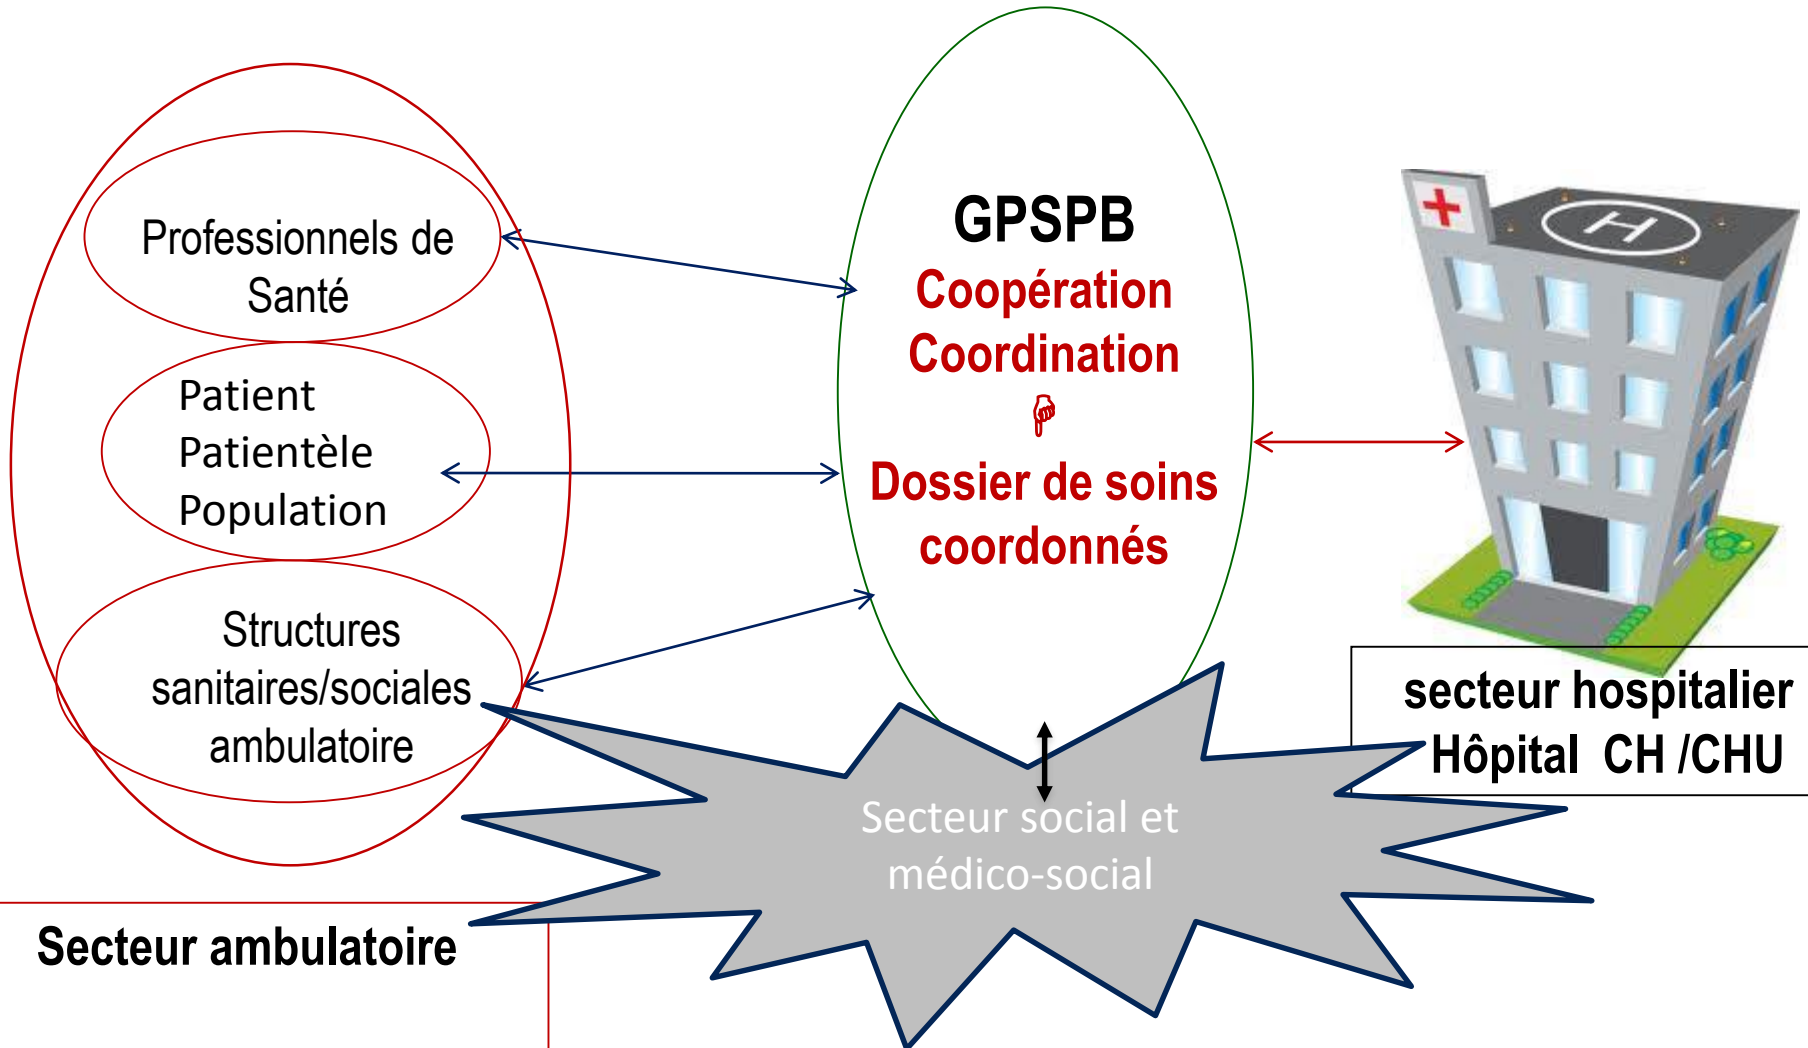 Professionnels de
Santé
Patient
Patientèle
Population
Structures
sanitaires/sociales
ambulatoire
Secteur ambulatoire
GPSPB
Coopération
Coordination
Dossier de soins
coordonnés
Secteur social et
médico-social
H
secteur hospitalier
Hôpital CH /CHU